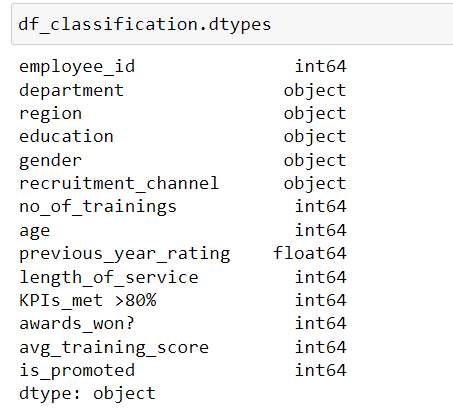 df_classification.dtypes
employee_id int64
department object
region object
education object
gender object
recruitment_channel object
no_of_trainings int64
age int64
previous_year_rating float64
length_of_service int64
KPIs_met >80% int64
awards_won? int64
avg_training_score int64
is_promoted int64
dtype: object